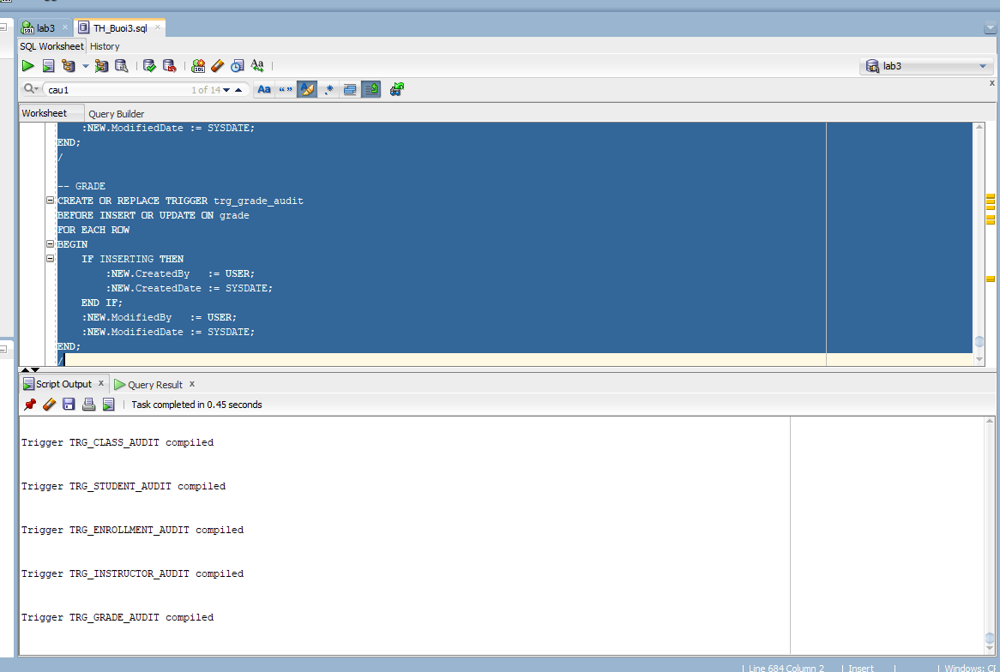 lab3
TH_Buoi3.sql
SQL Worksheet History
lab3
cau1 1 of 14 Aa “” .*
Worksheet Query Builder
:NEW.ModifiedDate := SYSDATE;
END;
/
-- GRADE
CREATE OR REPLACE TRIGGER trg_grade_audit
BEFORE INSERT OR UPDATE ON grade
FOR EACH ROW
BEGIN
IF INSERTING THEN
:NEW.CreatedBy := USER;
:NEW.CreatedDate := SYSDATE;
END IF;
:NEW.ModifiedBy := USER;
:NEW.ModifiedDate := SYSDATE;
END;
/
Script Output x Query Result x
Task completed in 0.45 seconds
Trigger TRG_CLASS_AUDIT compiled
Trigger TRG_STUDENT_AUDIT compiled
Trigger TRG_ENROLLMENT_AUDIT compiled
Trigger TRG_INSTRUCTOR_AUDIT compiled
Trigger TRG_GRADE_AUDIT compiled
Line 684 Column 2 | Insert | | Windows: